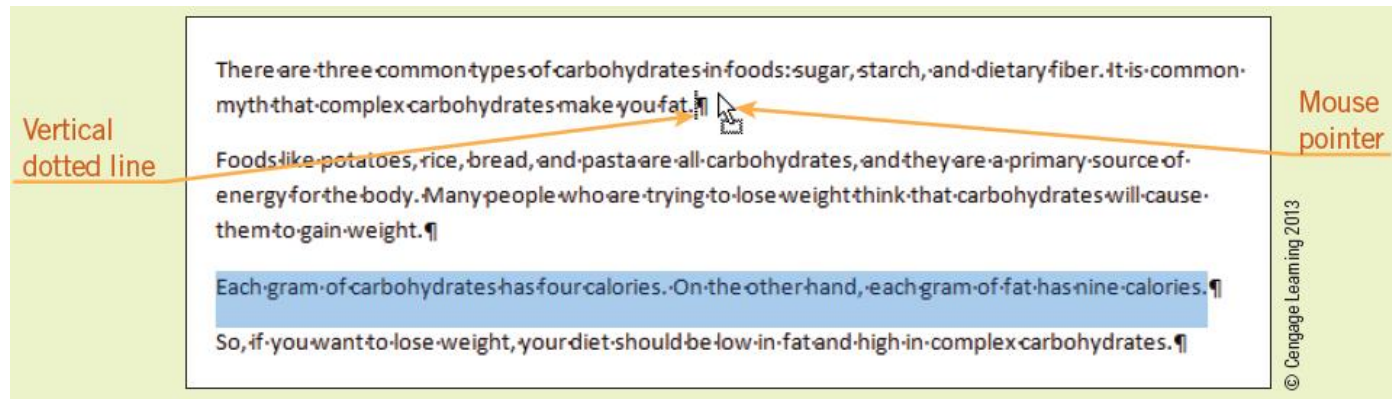 There·are·three·common·types·of·carbohydrates·in·foods:·sugar,·starch,·and·dietary·fiber.·It·is·common·
myth·that·complex·carbohydrates·make·you·fat.¶
Vertical
dotted line
Mouse
pointer
Foods·like·potatoes,·rice,·bread,·and·pasta·are·all·carbohydrates,·and·they·are·a·primary·source·of·
energy·for·the·body.·Many·people·who·are·trying·to·lose·weight·think·that·carbohydrates·will·cause·
them·to·gain·weight.¶
Each·gram·of·carbohydrates·has·four·calories.·On·the·other·hand,·each·gram·of·fat·has·nine·calories.¶
So,·if·you·want·to·lose·weight,·your·diet·should·be·low·in·fat·and·high·in·complex·carbohydrates.¶
© Cengage Learning 2013